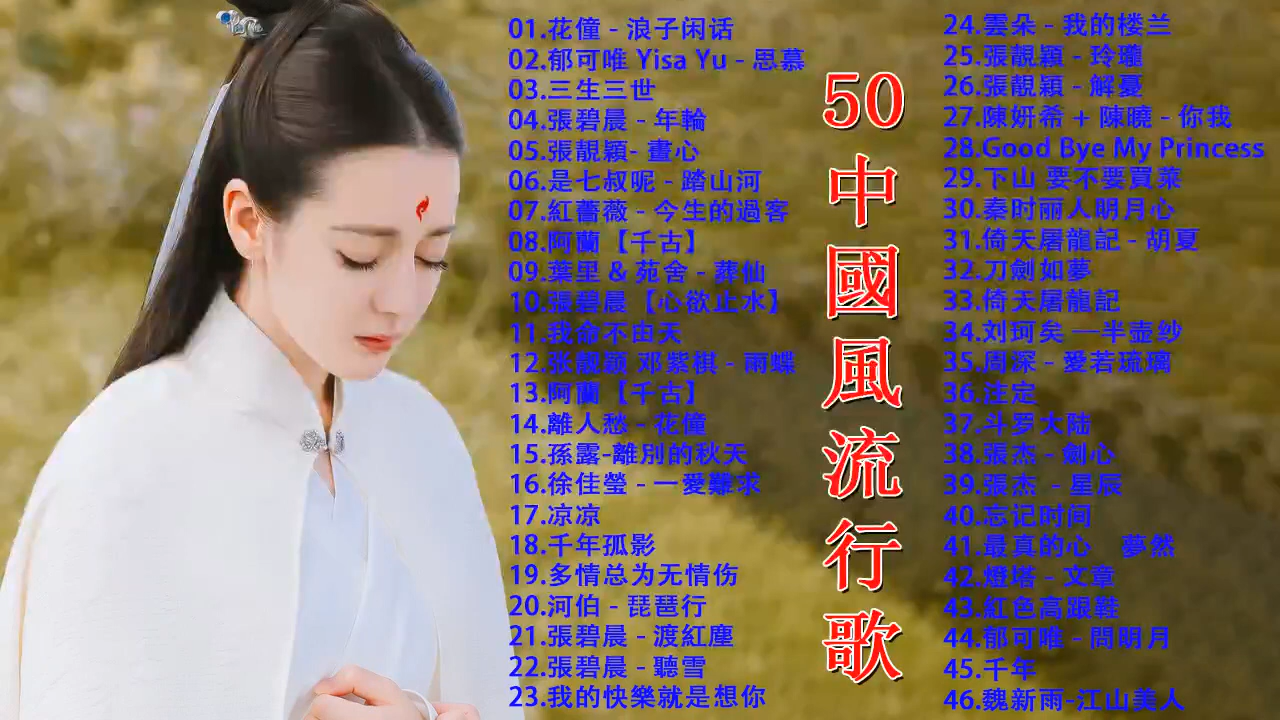 01.花僮 - 浪子闲话
02.郁可唯 Yisa Yu - 思慕
03.三生三世
04.張碧晨 - 年輪
05.張靚穎- 畫心
06.是七叔呢 - 踏山河
07.紅薔薇 - 今生的過客
08.阿蘭【千古】
09.葉里 & 苑舍 - 葬仙
10.張碧晨【心欲止水】
11.我命不由天
12.张靓颖 邓紫祺 - 雨蝶
13.阿蘭【千古】
14.離人愁 - 花僮
15.孫露-離別的秋天
16.徐佳瑩 - 一愛難求
17.凉凉
18.千年孤影
19.多情总为无情伤
20.河伯 - 琵琶行
21.張碧晨 - 渡紅塵
22.張碧晨 - 聽雪
23.我的快樂就是想你
50
中
國
風
流
行
歌
24.雲朵 - 我的楼兰
25.張靚穎 - 玲瓏
26.張靚穎 - 解憂
27.陳妍希 + 陳曉 - 你我
28.Good Bye My Princess
29.下山 要不要買菜
30.秦时丽人明月心
31.倚天屠龍記 - 胡夏
32.刀劍如夢
33.倚天屠龍記
34.刘珂矣 —半壶纱
35.周深 - 愛若琉璃
36.注定
37.斗罗大陆
38.張杰 - 劍心
39.張杰 - 星辰
40.忘记时间
41.最真的心 夢然
42.燈塔 - 文章
43.紅色高跟鞋
44.郁可唯 - 問明月
45.千年
46.魏新雨-江山美人